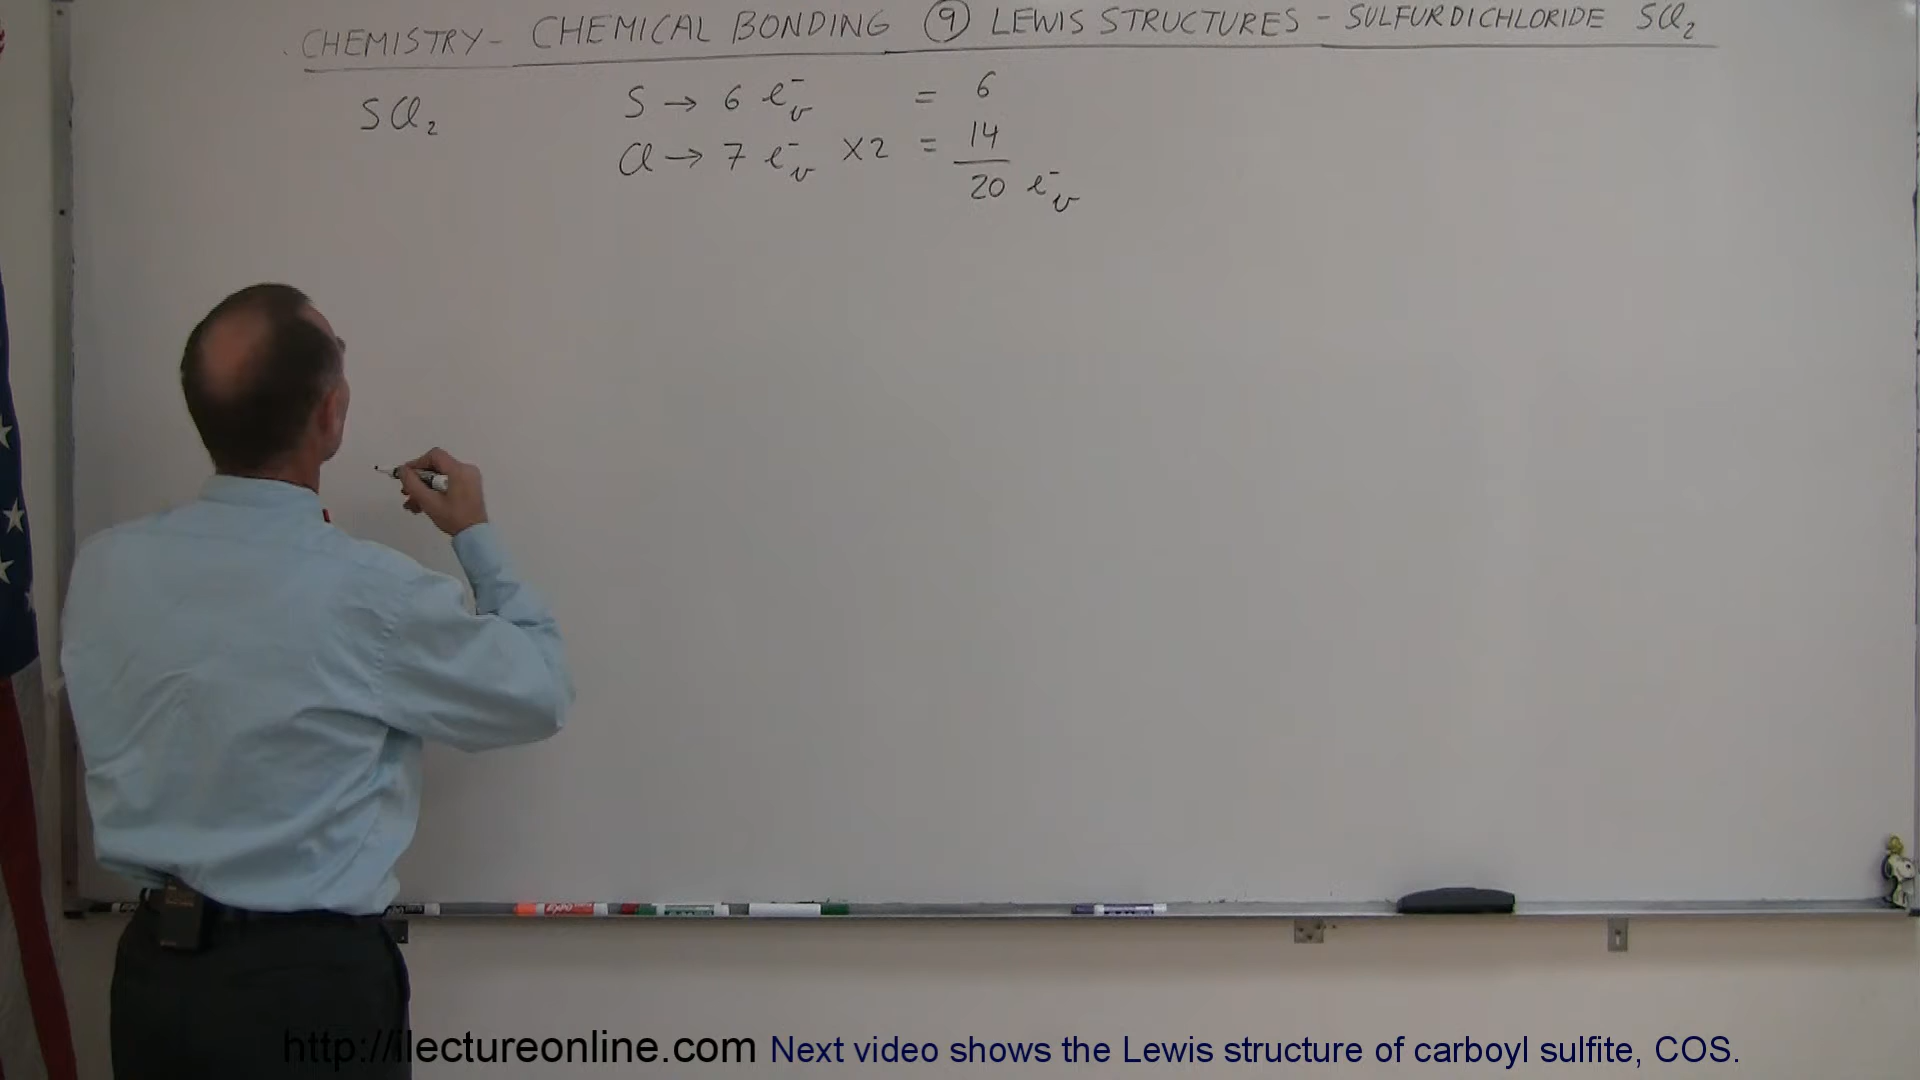 CHEMISTRY - CHEMICAL BONDING 9 LEWIS STRUCTURES - SULFURDICHLORIDE SCl₂
SCl₂
S → 6 e⁻ᵥ = 6
Cl → 7 e⁻ᵥ X2 = 14
20 e⁻ᵥ
http://ilectureonline.com Next video shows the Lewis structure of carboyl sulfite, COS.